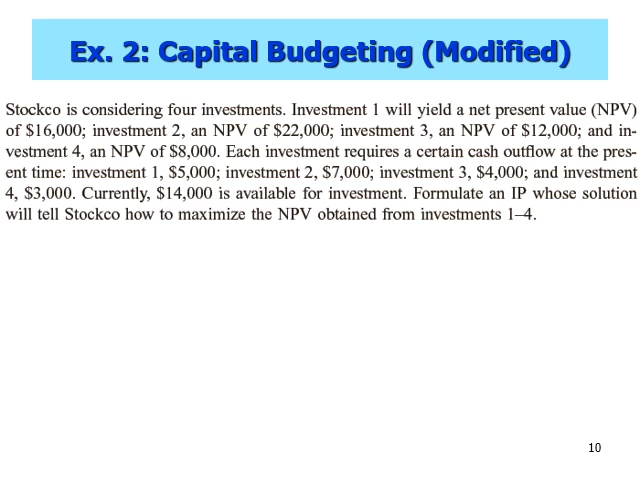 Ex. 2: Capital Budgeting (Modified)
Stockco is considering four investments. Investment 1 will yield a net present value (NPV)
of $16,000; investment 2, an NPV of $22,000; investment 3, an NPV of $12,000; and in-
vestment 4, an NPV of $8,000. Each investment requires a certain cash outflow at the pres-
ent time: investment 1, $5,000; investment 2, $7,000; investment 3, $4,000; and investment
4, $3,000. Currently, $14,000 is available for investment. Formulate an IP whose solution
will tell Stockco how to maximize the NPV obtained from investments 1–4.
10